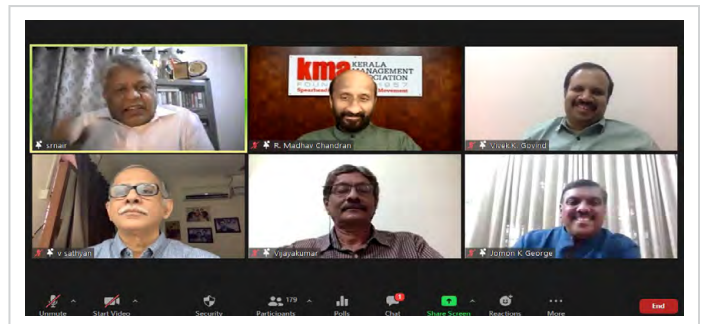 kma KERALA
MANAGEMENT
ASSOCIATION
srnair
R. Madhav Chandran
Vivek K. Govind
v sathyan
Vijayakumar
Jomon K George
Unmute
Start Video
Security
179
Participants
Polls
1
Chat
Share Screen
Reactions
More
End